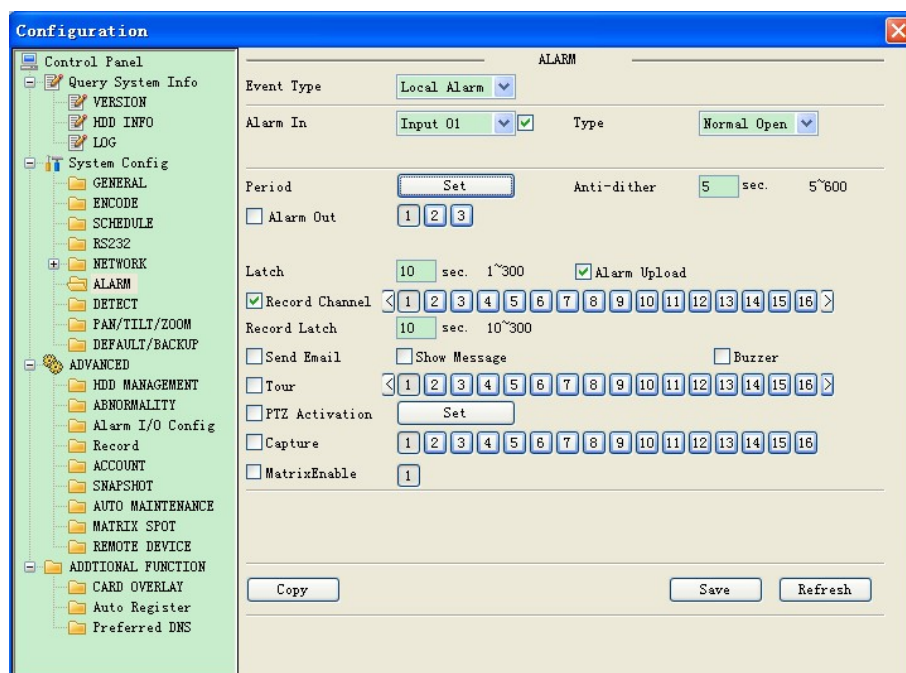 Configuration
Control Panel
Query System Info
VERSION
HDD INFO
LOG
System Config
GENERAL
ENCODE
SCHEDULE
RS232
NETWORK
ALARM
DETECT
PAN/TILT/ZOOM
DEFAULT/BACKUP
ADVANCED
HDD MANAGEMENT
ABNORMALITY
Alarm I/O Config
Record
ACCOUNT
SNAPSHOT
AUTO MAINTENANCE
MATRIX SPOT
REMOTE DEVICE
ADDTIONAL FUNCTION
CARD OVERLAY
Auto Register
Preferred DNS
ALARM
Event Type Local Alarm
Alarm In Input 01 Type Normal Open
Period Set Anti-dither 5 sec. 5~600
Alarm Out 1 2 3
Latch 10 sec. 1~300 Alarm Upload
Record Channel 1 2 3 4 5 6 7 8 9 10 11 12 13 14 15 16
Record Latch 10 sec. 10~300
Send Email Show Message Buzzer
Tour 1 2 3 4 5 6 7 8 9 10 11 12 13 14 15 16
PTZ Activation Set
Capture 1 2 3 4 5 6 7 8 9 10 11 12 13 14 15 16
MatrixEnable 1
Copy Save Refresh